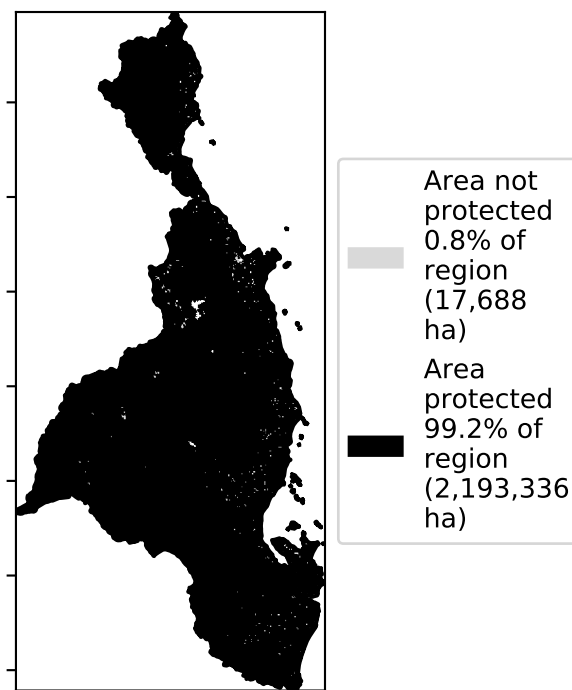 Area not
protected
0.8% of
region
(17,688
ha)
Area
protected
99.2% of
region
(2,193,336
ha)